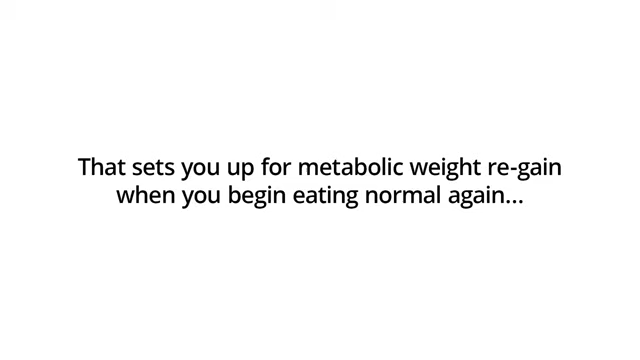 That sets you up for metabolic weight re-gain
when you begin eating normal again...